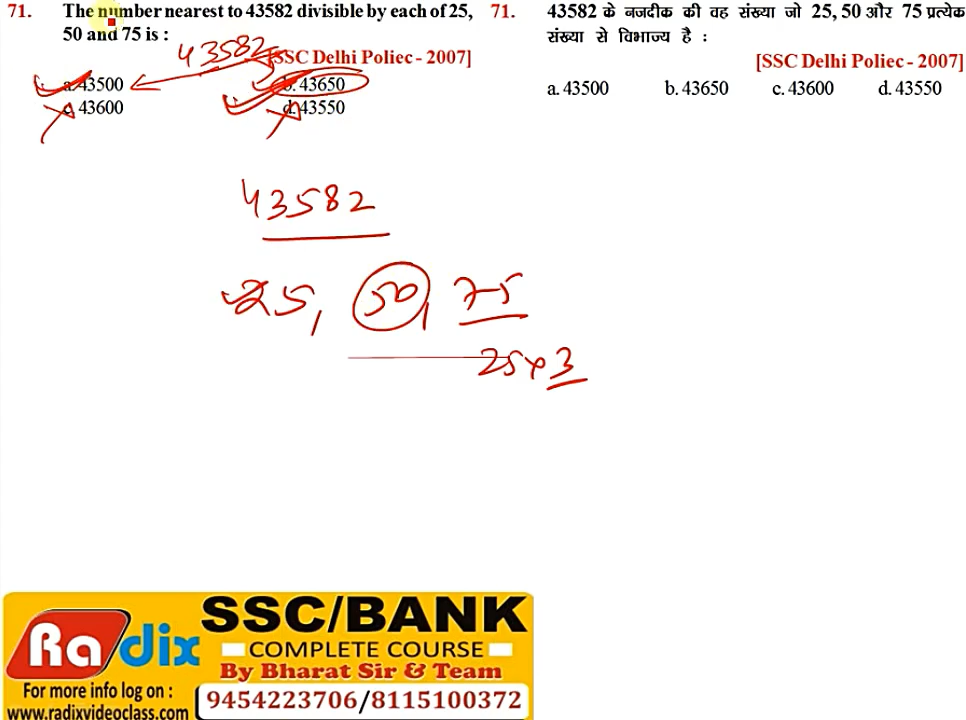 71. The number nearest to 43582 divisible by each of 25,
50 and 75 is :
43582
[SSC Delhi Poliec - 2007]
a. 43500 b. 43650
c. 43600 d. 43550
43582
25, 50, 75
25×3
71. 43582 के नजदीक की वह संख्या जो 25, 50 और 75 प्रत्येक
संख्या से विभाज्य है :
[SSC Delhi Poliec - 2007]
a. 43500 b. 43650 c. 43600 d. 43550
Radix
For more info log on :
www.radixvideoclass.com
SSC/BANK
COMPLETE COURSE
By Bharat Sir & Team
9454223706/8115100372